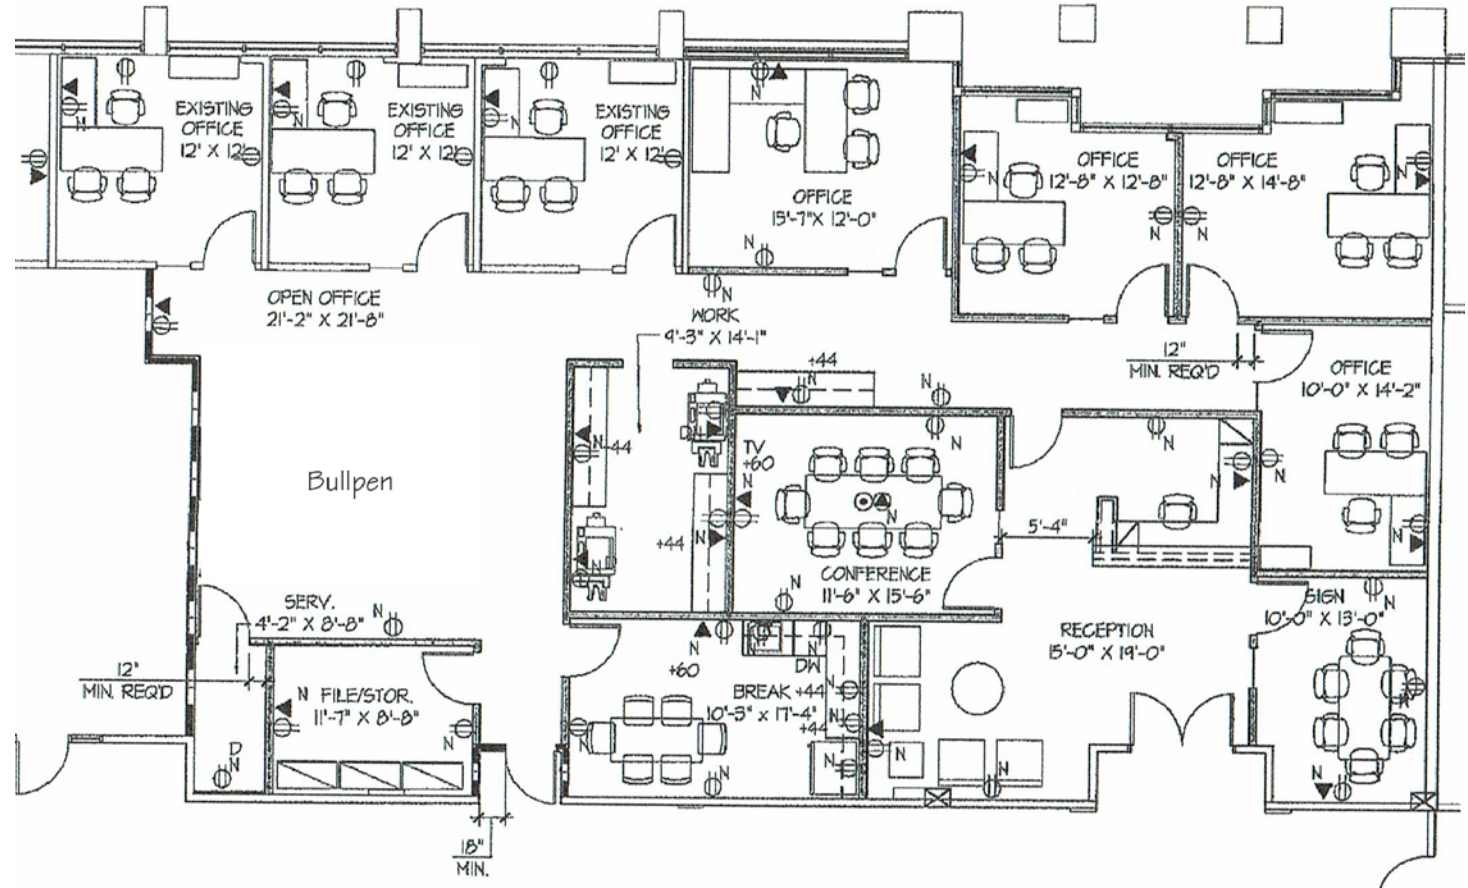 EXISTING
OFFICE
12' X 12'
EXISTING
OFFICE
12' X 12'
EXISTING
OFFICE
12' X 12'
OFFICE
15'-7" X 12'-0"
OFFICE
12'-8" X 12'-8"
OFFICE
12'-8" X 14'-8"
N
N
N
N
N
N
N
N
N
N
OPEN OFFICE
21'-2" X 21'-8"
N
WORK
9'-3" X 14'-1"
+44
N
N
12"
MIN. REQ'D
OFFICE
10'-0" X 14'-2"
N
+44
TV
+60
N
N
N
N
N
N
Bullpen
+44
N
N
N
5'-4"
N
CONFERENCE
11'-6" X 15'-6"
N
SERV.
4'-2" X 8'-8"
N
SIGN
10'-0" X 13'-0"
N
RECEPTION
15'-0" X 19'-0"
12"
MIN. REQ'D
N
FILE/STOR.
11'-7" X 8'-8"
N
N
+60
DW
BREAK +44
10'-3" X 17'-4"
N
+44
N
N
N
N
N
N
N
D
N
18"
MIN.